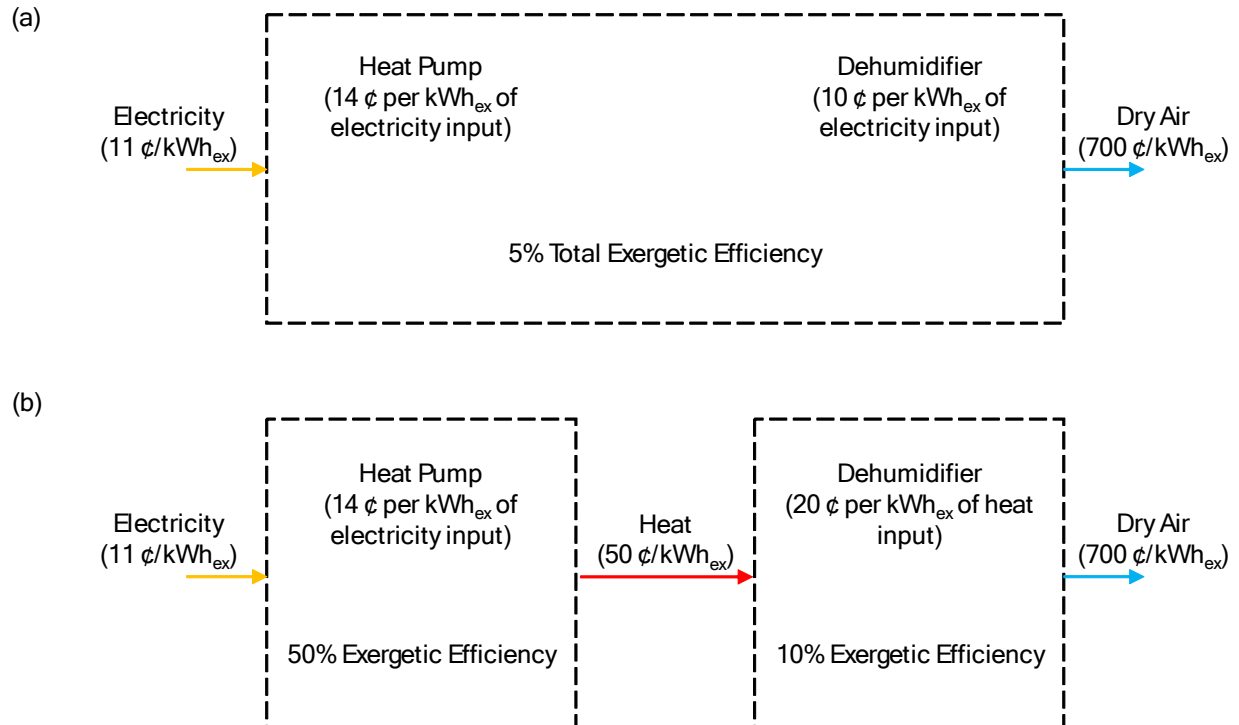 (a)
Heat Pump
(14 ¢ per kWhex of
electricity input)
Dehumidifier
(10 ¢ per kWhex of
electricity input)
Electricity
(11 ¢/kWhex)
Dry Air
(700 ¢/kWhex)
5% Total Exergetic Efficiency
(b)
Electricity
(11 ¢/kWhex)
Heat Pump
(14 ¢ per kWhex of
electricity input)
50% Exergetic Efficiency
Heat
(50 ¢/kWhex)
Dehumidifier
(20 ¢ per kWhex of heat
input)
10% Exergetic Efficiency
Dry Air
(700 ¢/kWhex)